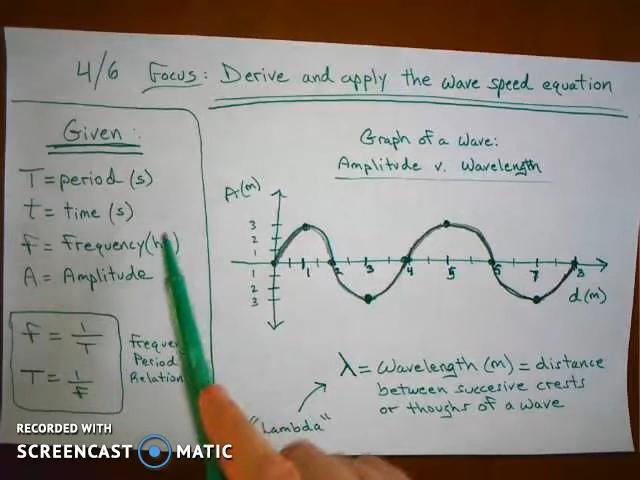 4/6 Focus: Derive and apply the wave speed equation
Given:
T = period (s)
t = time (s)
f = frequency (h
A = Amplitude
f = 1/T
T = 1/f
Frequen
Period
Relation
Graph of a Wave:
Amplitude v. Wavelength
A(m)
3
2
1
1
2
3
1 2 3 4 5 6 7 8
d(m)
λ = Wavelength (m) = distance
between succesive crests
or thoughs of a wave
"Lambda"
RECORDED WITH
SCREENCAST MATIC